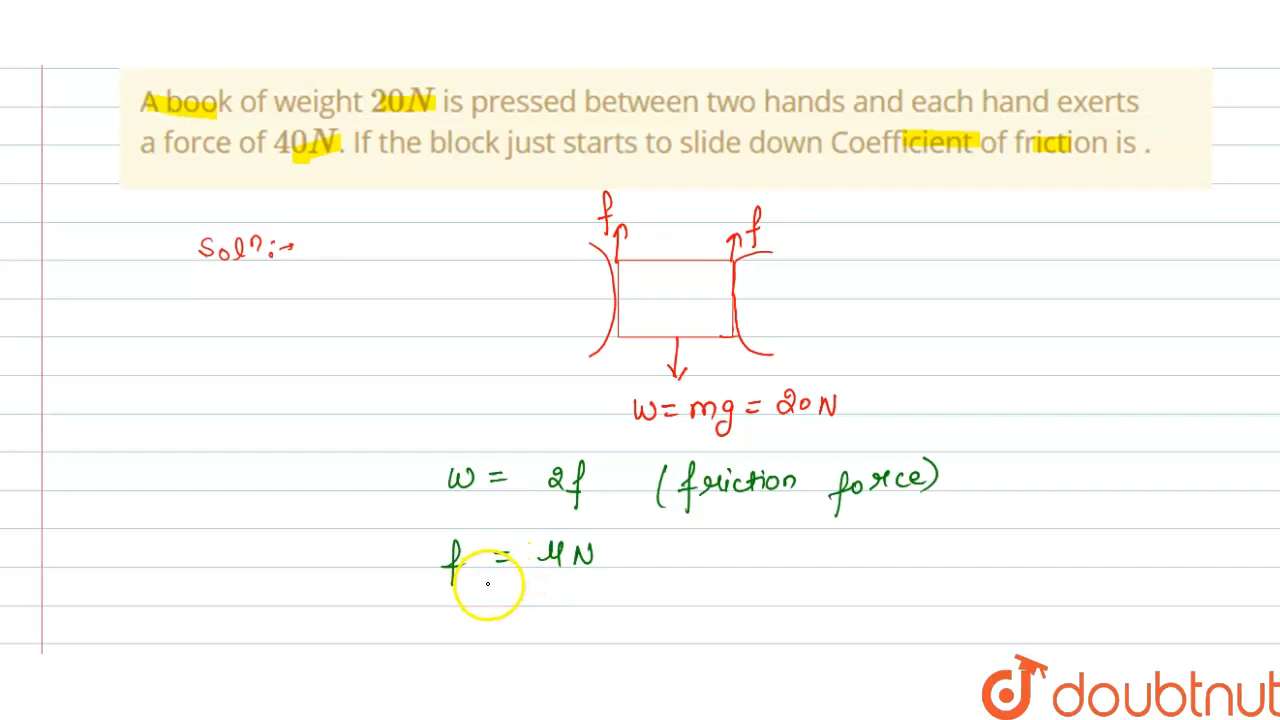 A book of weight 20N is pressed between two hands and each hand exerts
a force of 40N. If the block just starts to slide down Coefficient of friction is .
f f
Solⁿ:→
W = mg = 20N
W = 2f (friction force)
f = μN
doubtnut